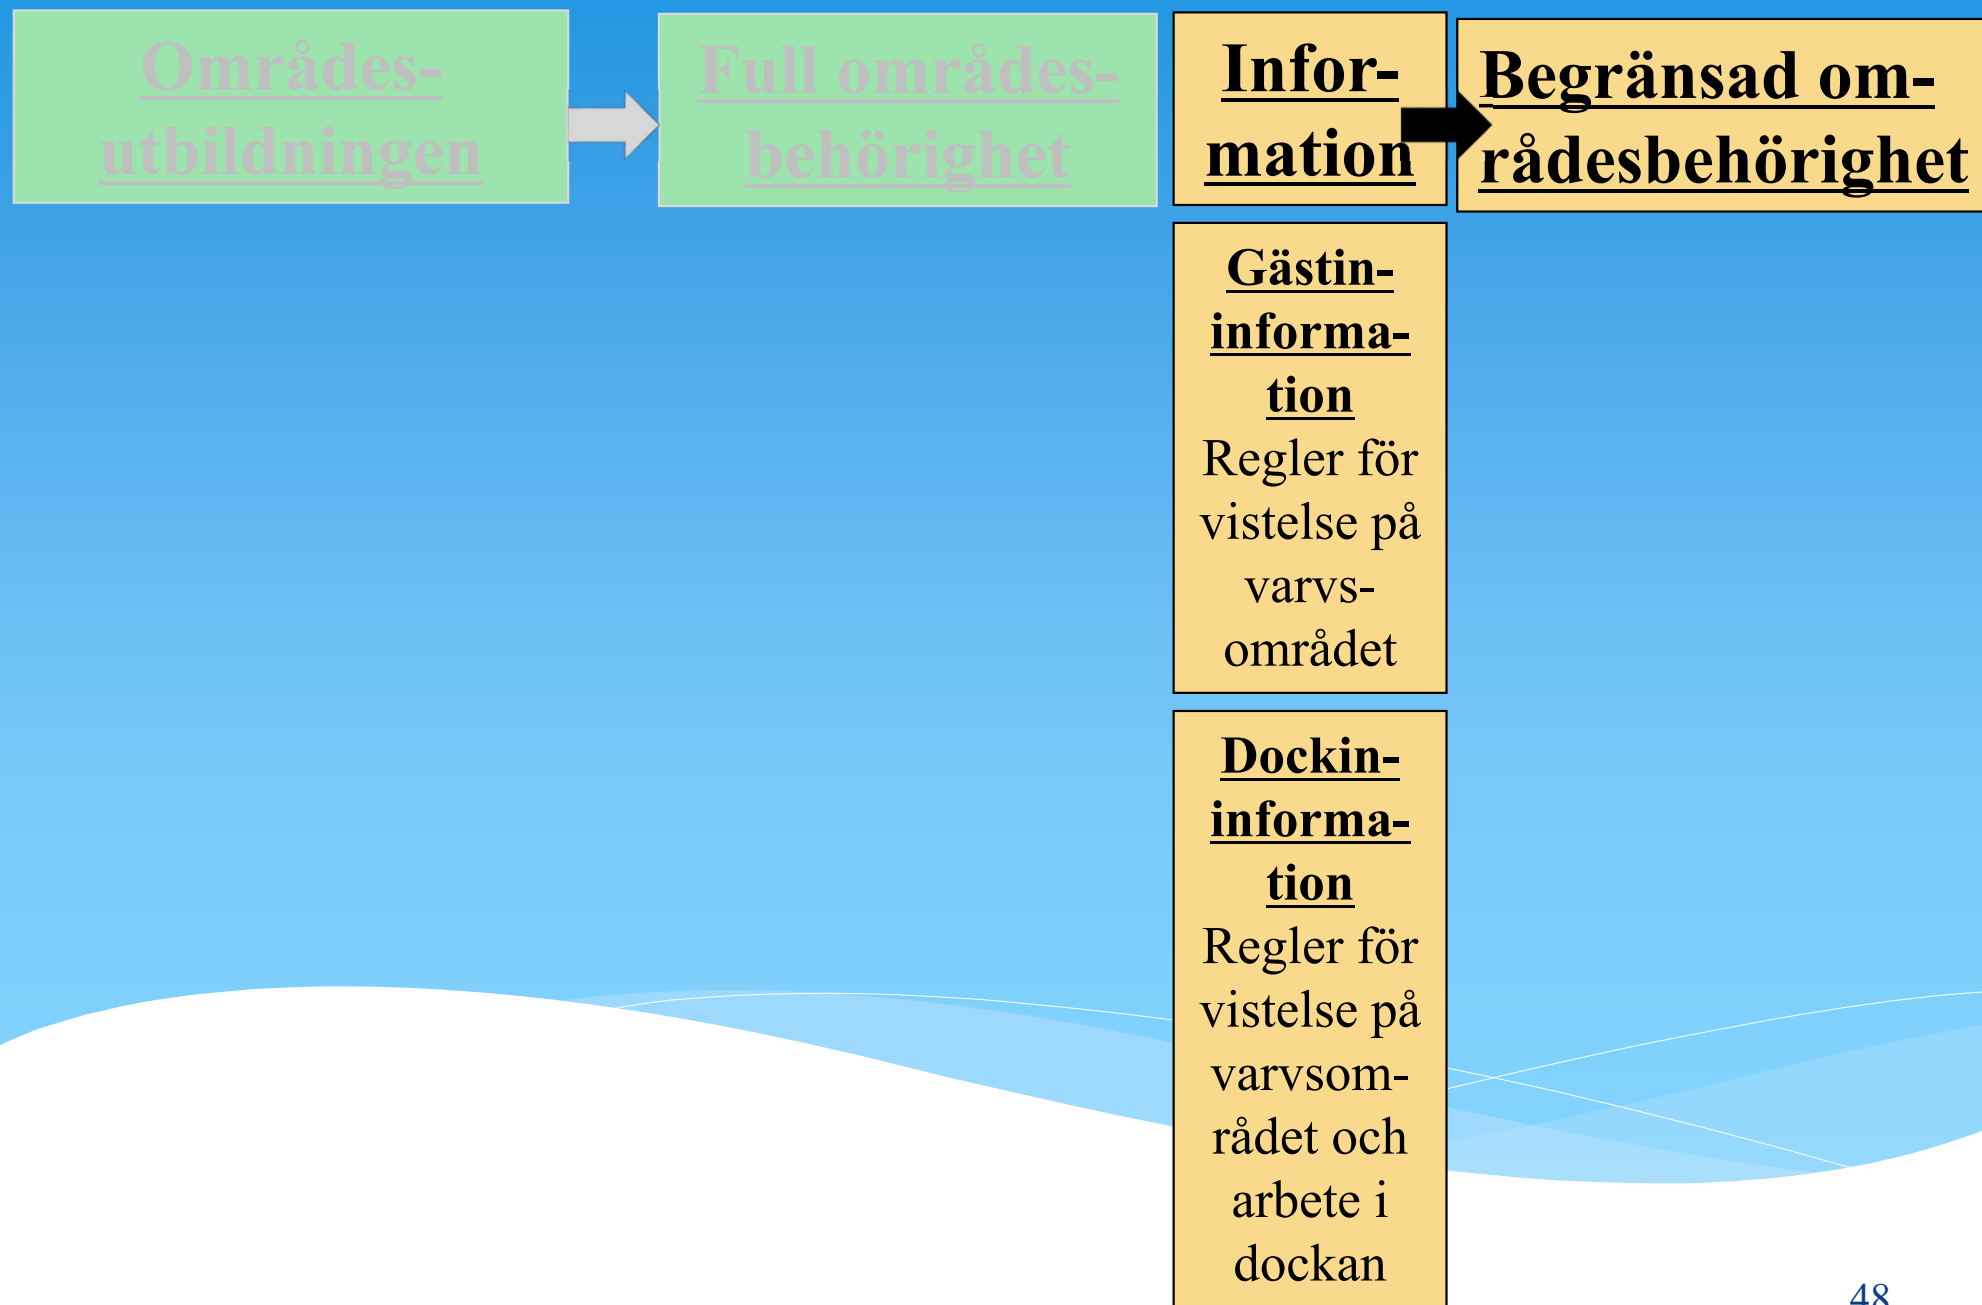 Områdes-
utbildningen
Full områdes-
behörighet
Infor-
mation
Begränsad om-
rådesbehörighet
Gästin-
informa-
tion
Regler för
vistelse på
varvs-
området
Dockin-
informa-
tion
Regler för
vistelse på
varvsom-
rådet och
arbete i
dockan
48